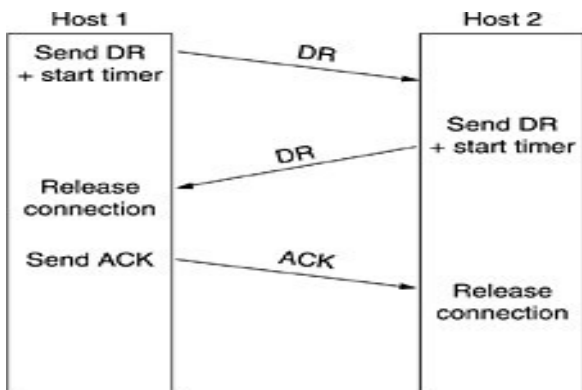 Host 1
Host 2
Send DR
+ start timer
DR
Send DR
+ start timer
DR
Release
connection
Send ACK
ACK
Release
connection